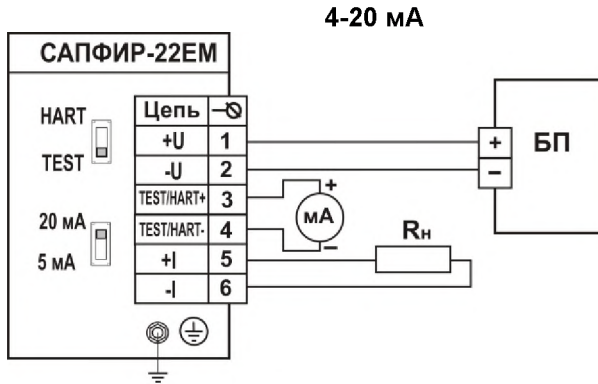 4-20 мА
САПФИР-22ЕМ
HART
TEST
20 мА
5 мА
Цепь
+U 1
-U 2
TEST/HART+ 3
TEST/HART- 4
+I 5
-I 6
+
мА
−
Rн
+
−
БП